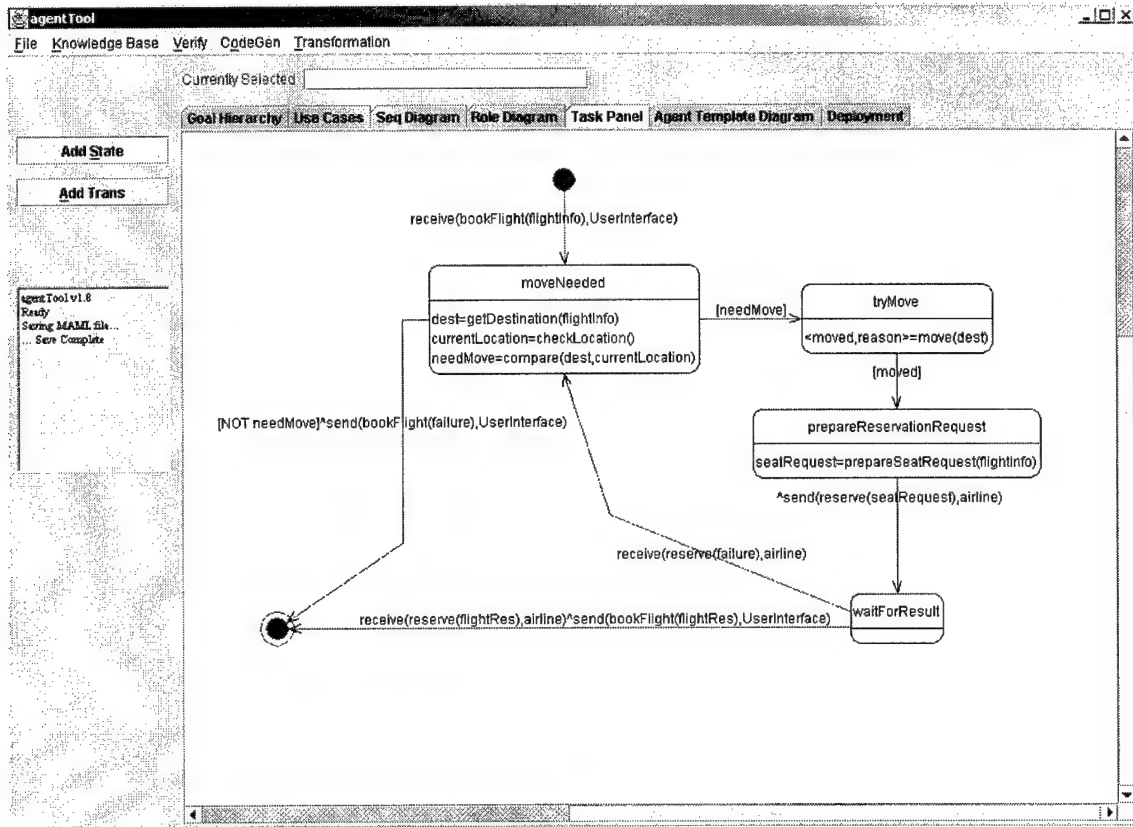 agentTool
File Knowledge Base Verify CodeGen Transformation
Currently Selected
Goal Hierarchy Use Cases Seq Diagram Role Diagram Task Panel Agent Template Diagram Deployment
Add State
Add Trans
agentTool v1.8
Ready
Saving MAML file...
... Save Complete
receive(bookFlight(flightInfo),UserInterface)
moveNeeded
dest=getDestination(flightInfo)
currentLocation=checkLocation()
needMove=compare(dest,currentLocation)
[needMove]
tryMove
<moved,reason>=move(dest)
[moved]
[NOT needMove]^send(bookFlight(failure),UserInterface)
prepareReservationRequest
seatRequest=prepareSeatRequest(flightInfo)
^send(reserve(seatRequest),airline)
receive(reserve(failure),airline)
waitForResult
receive(reserve(flightRes),airline)^send(bookFlight(flightRes),UserInterface)